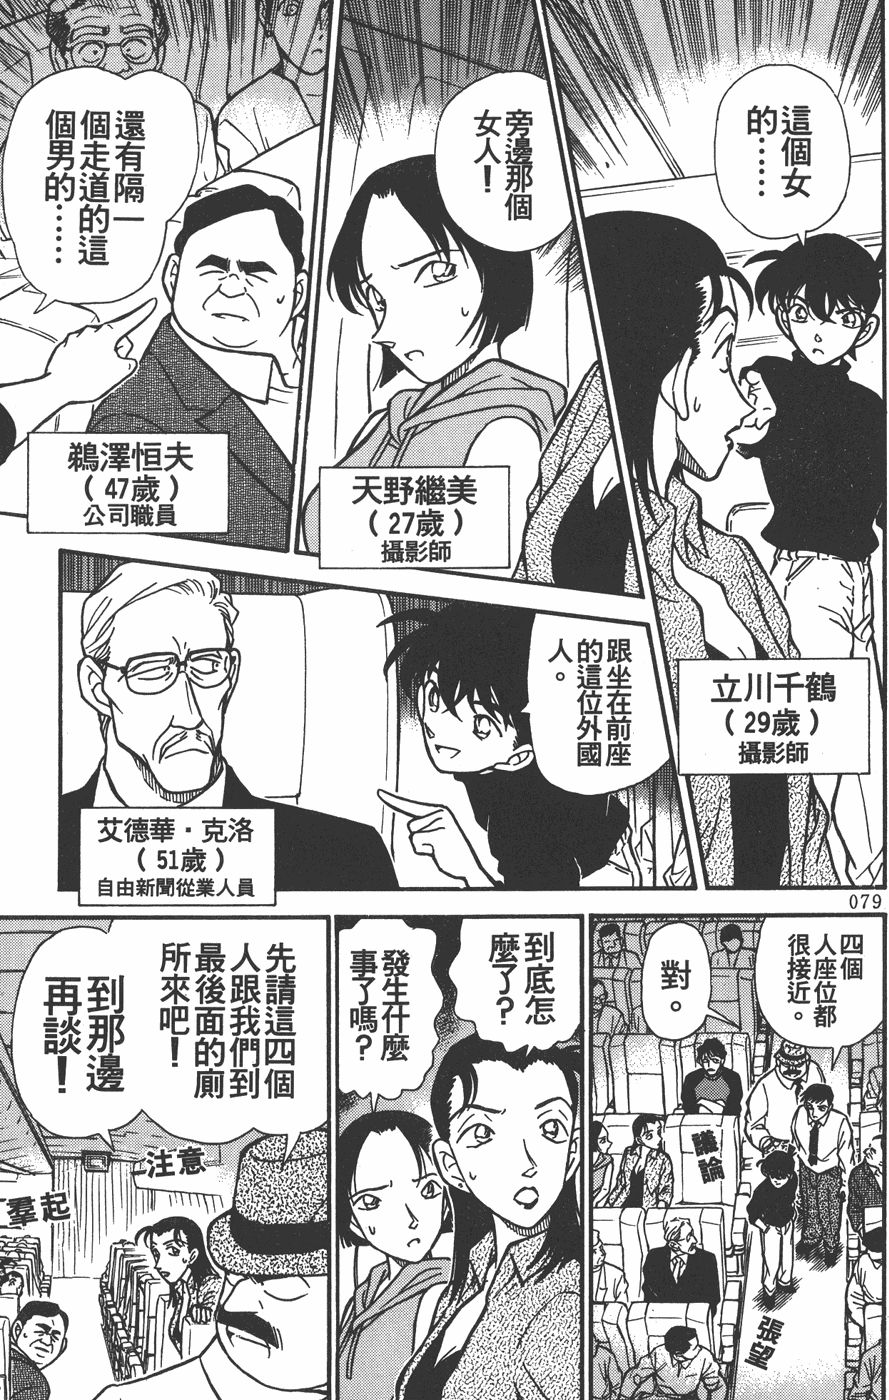 這個女
的……
立川千鶴
(29歲)
攝影師
旁邊那個
女人！
天野繼美
(27歲)
攝影師
還有隔一
個走道的這
個男的……
鵜澤恒夫
(47歲)
公司職員
跟坐在前座
的這位外國
人。
艾德華·克洛
(51歲)
自由新聞從業人員
079
四個
人座位都
很接近。
對。
議論
張望
到底怎
麼了？
發生什麼
事了嗎？
先請這四個
人跟我們到
最後面的廁
所來吧！
到那邊
再談！
注意
羣起